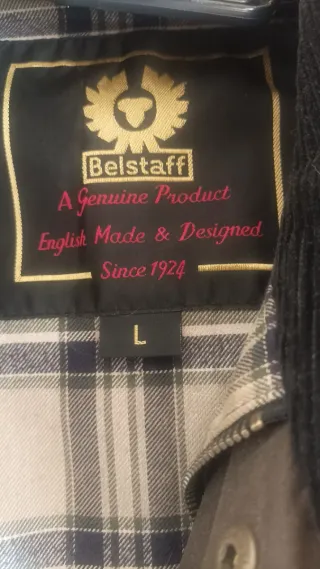 Belstaff
A Genuine Product
English Made & Designed
Since 1924
L